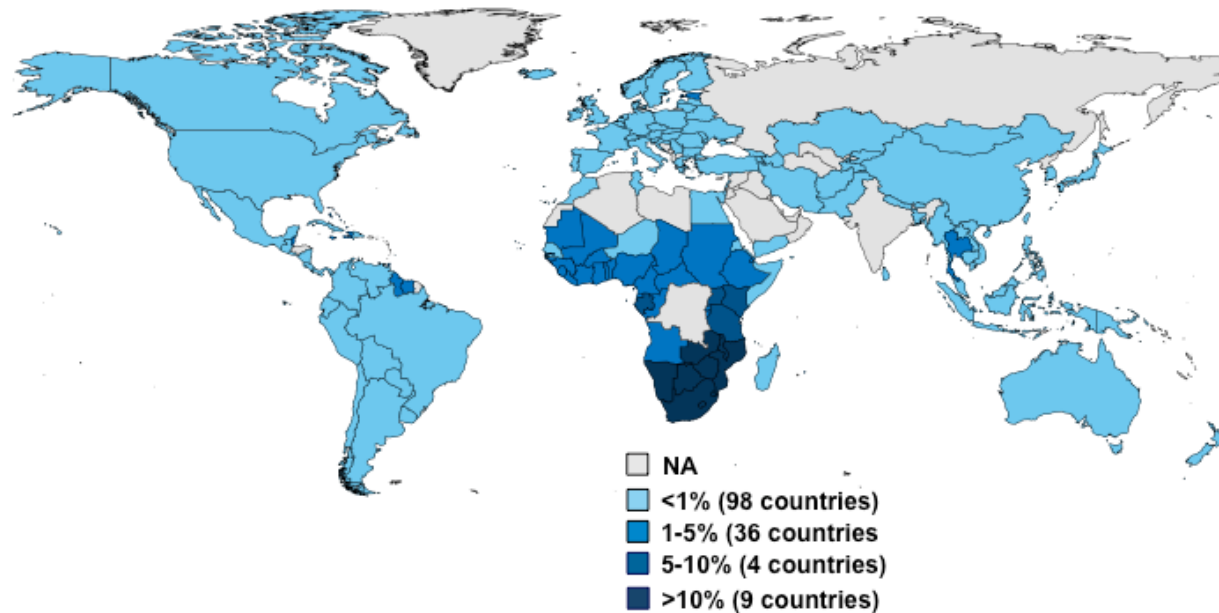 NA
<1% (98 countries)
1-5% (36 countries
5-10% (4 countries)
>10% (9 countries)